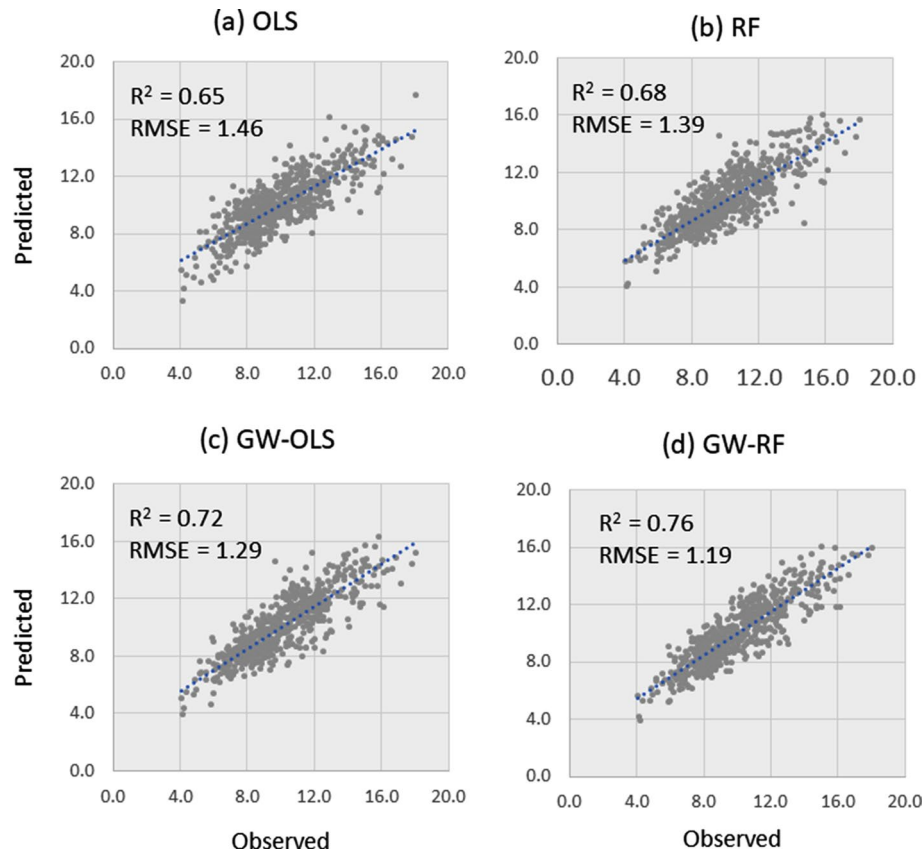 (a) OLS
20.0
16.0
12.0
8.0
4.0
0.0
R² = 0.65
RMSE = 1.46
Predicted
0.0 4.0 8.0 12.0 16.0 20.0
(b) RF
20.0
16.0
12.0
8.0
4.0
0.0
R² = 0.68
RMSE = 1.39
0.0 4.0 8.0 12.0 16.0 20.0
(c) GW-OLS
20.0
16.0
12.0
8.0
4.0
0.0
R² = 0.72
RMSE = 1.29
Predicted
0.0 4.0 8.0 12.0 16.0 20.0
Observed
(d) GW-RF
20.0
16.0
12.0
8.0
4.0
0.0
R² = 0.76
RMSE = 1.19
0.0 4.0 8.0 12.0 16.0 20.0
Observed